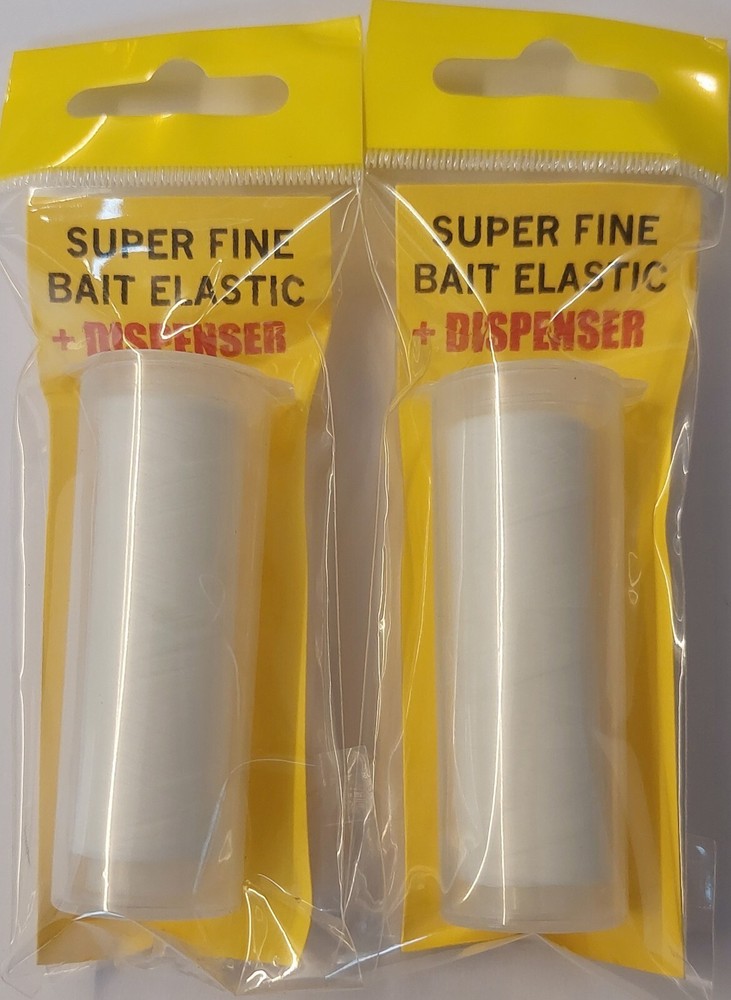 SUPER FINE
BAIT ELASTIC
+ DISPENSER
SUPER FINE
BAIT ELASTIC
+ DISPENSER